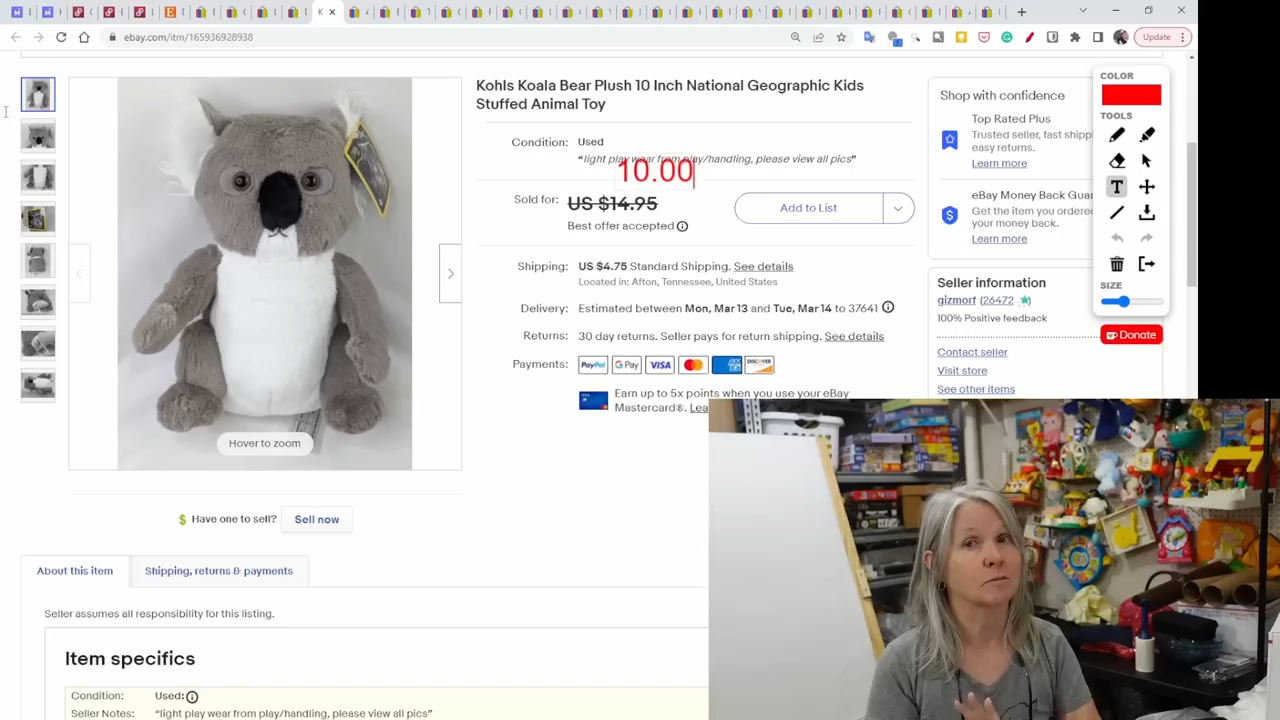 Update
ebay.com/itm/165936928938
Kohls Koala Bear Plush 10 Inch National Geographic Kids
Stuffed Animal Toy
Condition:
Used
“light play wear from play/handling, please view all pics”
10.00
Sold for:
US $14.95
Best offer accepted
Add to List
Shipping:
US $4.75 Standard Shipping. See details
Located in: Afton, Tennessee, United States
Delivery:
Estimated between Mon, Mar 13 and Tue, Mar 14 to 37641
Returns:
30 day returns. Seller pays for return shipping. See details
Payments:
PayPal
G Pay
VISA
DISCOVER
Earn up to 5x points when you use your eBay
Mastercard®. Lea
Hover to zoom
Have one to sell?
Sell now
Shop with confidence
Top Rated Plus
Trusted seller, fast shipp
easy returns.
Learn more
eBay Money Back Gua
Get the item you ordere
your money back.
Learn more
Seller information
gizmorf (26472
100% Positive feedback
Contact seller
Visit store
See other items
COLOR
TOOLS
T
SIZE
Donate
About this item
Shipping, returns & payments
Seller assumes all responsibility for this listing.
Item specifics
Condition:
Used:
Seller Notes:
“light play wear from play/handling, please view all pics”